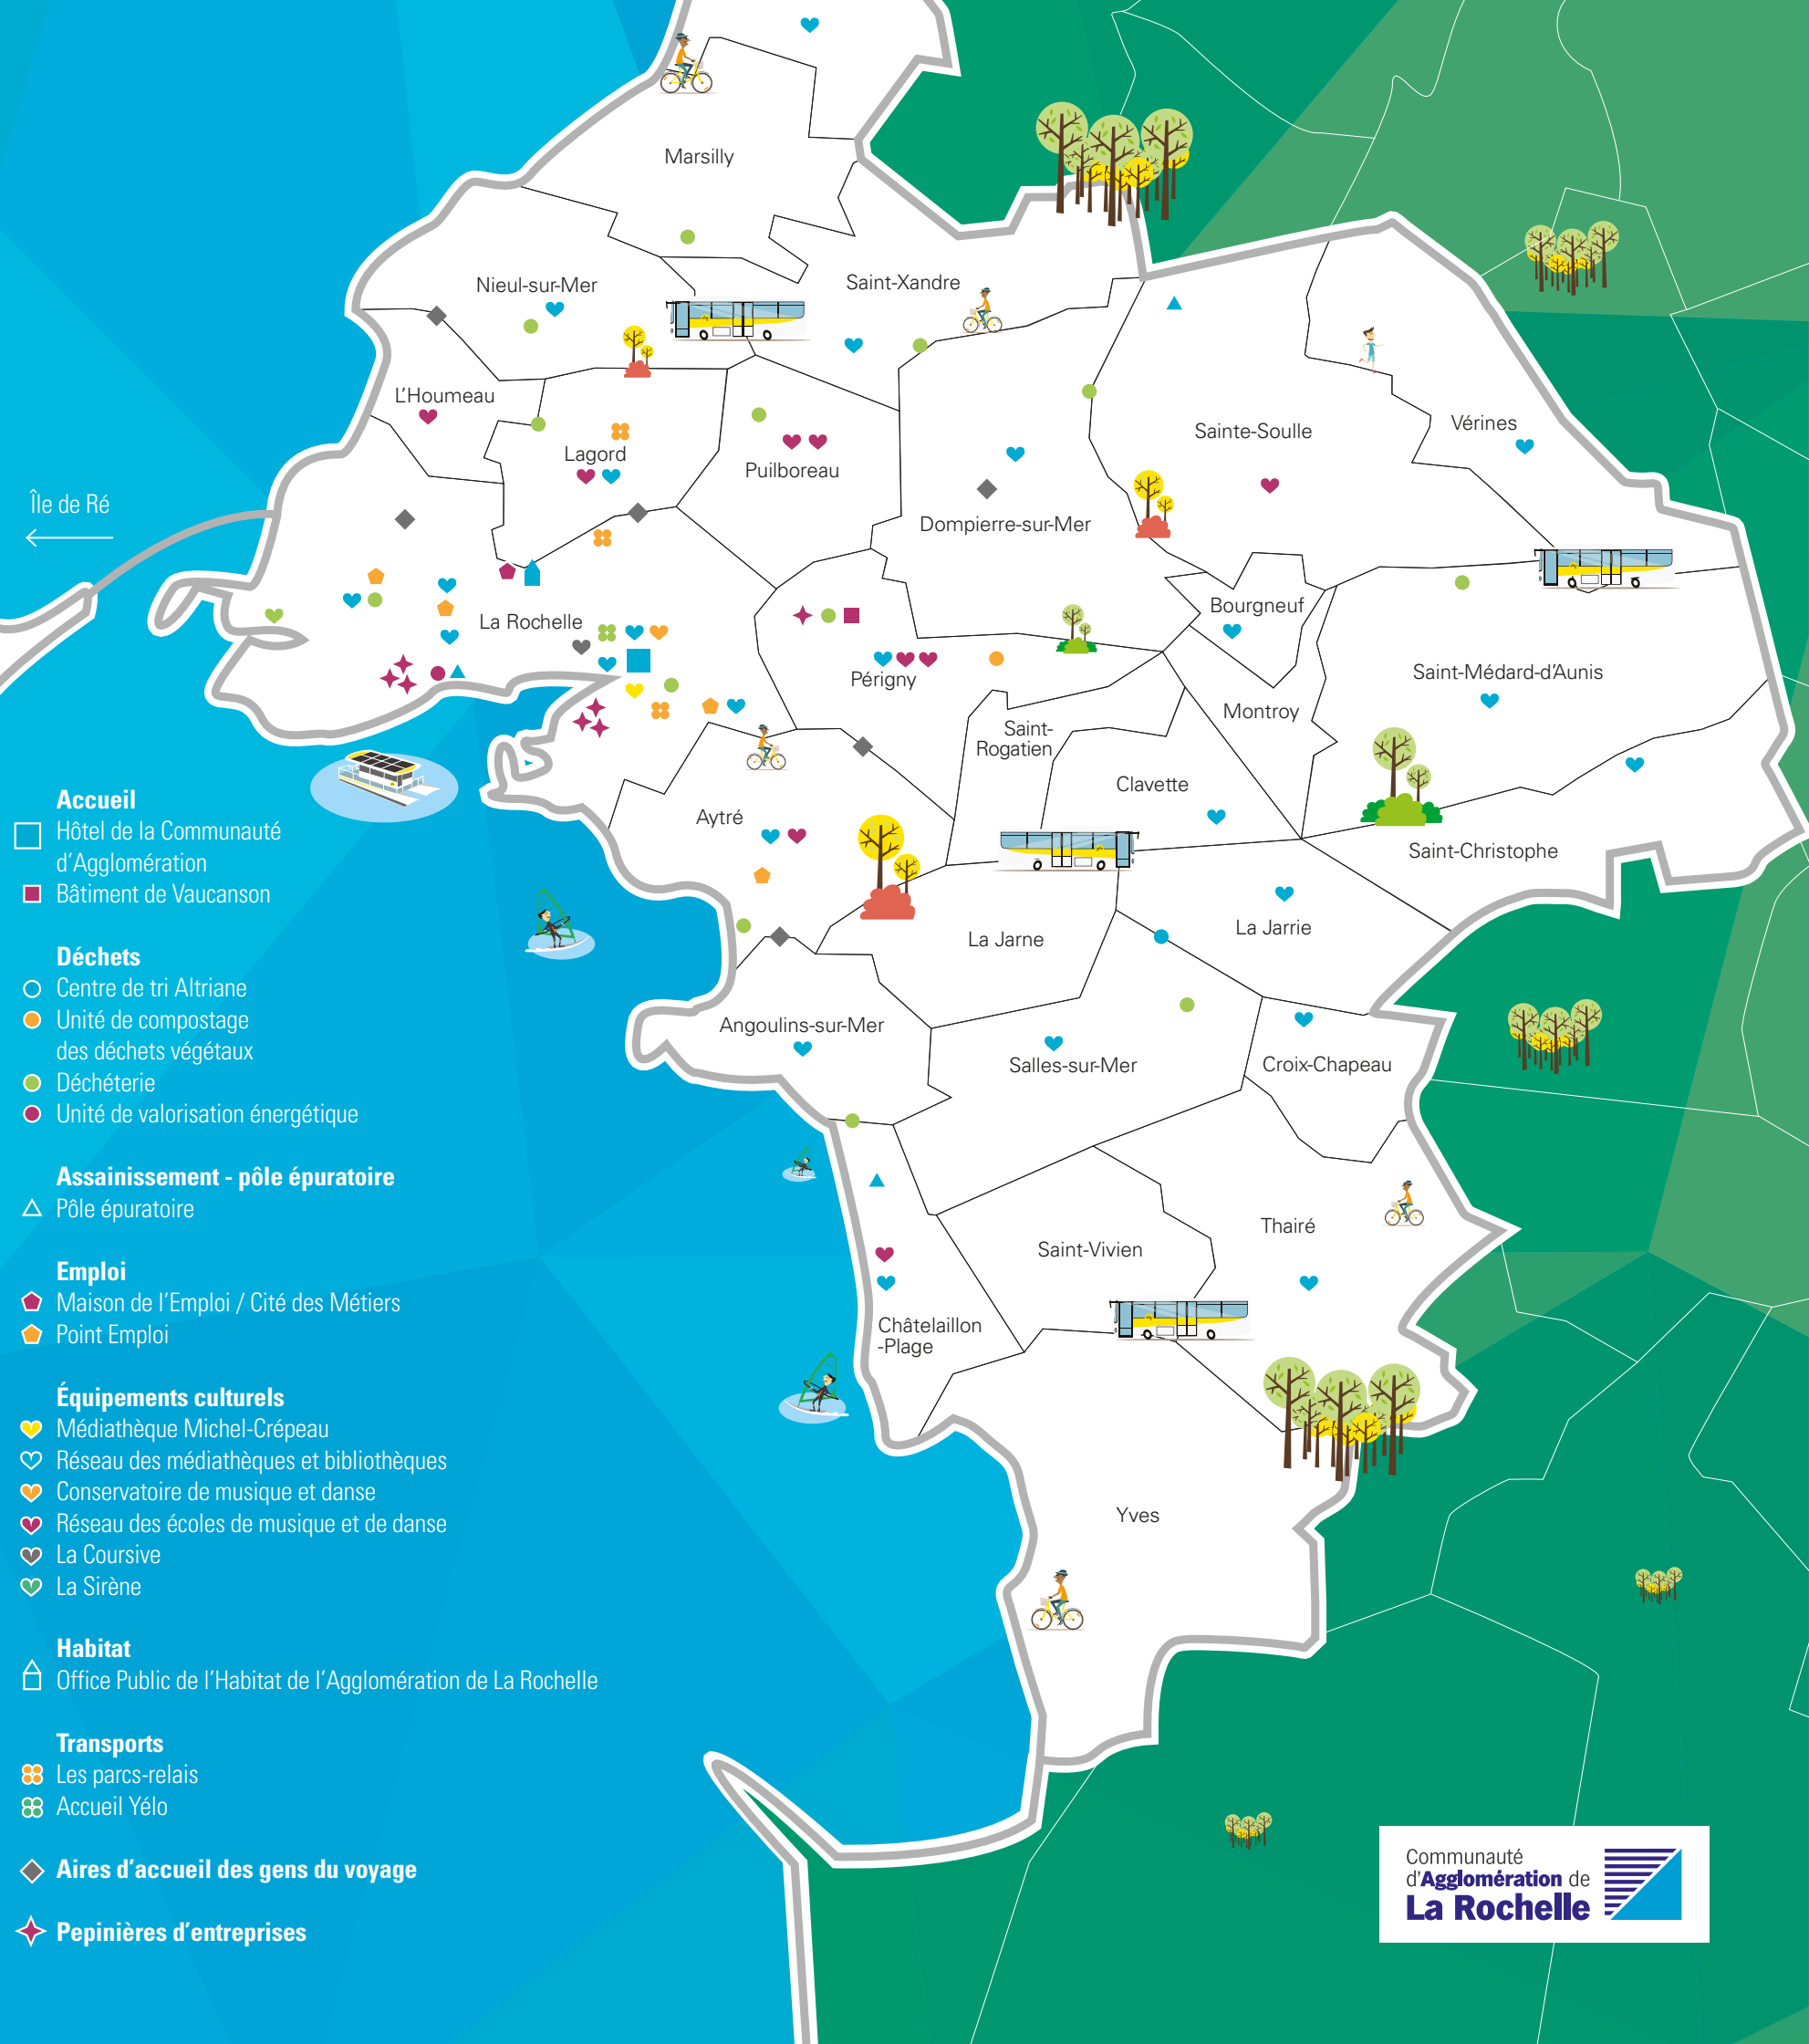 Marsilly
Nieul-sur-Mer
Saint-Xandre
L'Houmeau
Lagord
Puilboreau
Sainte-Soulle
Vérines
Île de Ré
Dompierre-sur-Mer
La Rochelle
Bourgneuf
Périgny
Saint-Médard-d'Aunis
Montroy
Saint-
Rogatien
Clavette
Aytré
Saint-Christophe
La Jarne
La Jarrie
Angoulins-sur-Mer
Salles-sur-Mer
Croix-Chapeau
Thairé
Saint-Vivien
Châtelaillon
-Plage
Yves
Accueil
Hôtel de la Communauté
d'Agglomération
Bâtiment de Vaucanson
Déchets
Centre de tri Altriane
Unité de compostage
des déchets végétaux
Déchéterie
Unité de valorisation énergétique
Assainissement - pôle épuratoire
Pôle épuratoire
Emploi
Maison de l'Emploi / Cité des Métiers
Point Emploi
Équipements culturels
Médiathèque Michel-Crépeau
Réseau des médiathèques et bibliothèques
Conservatoire de musique et danse
Réseau des écoles de musique et de danse
La Coursive
La Sirène
Habitat
Office Public de l'Habitat de l'Agglomération de La Rochelle
Transports
Les parcs-relais
Accueil Yélo
Aires d'accueil des gens du voyage
Pepinières d'entreprises
Communauté
d'Agglomération de
La Rochelle